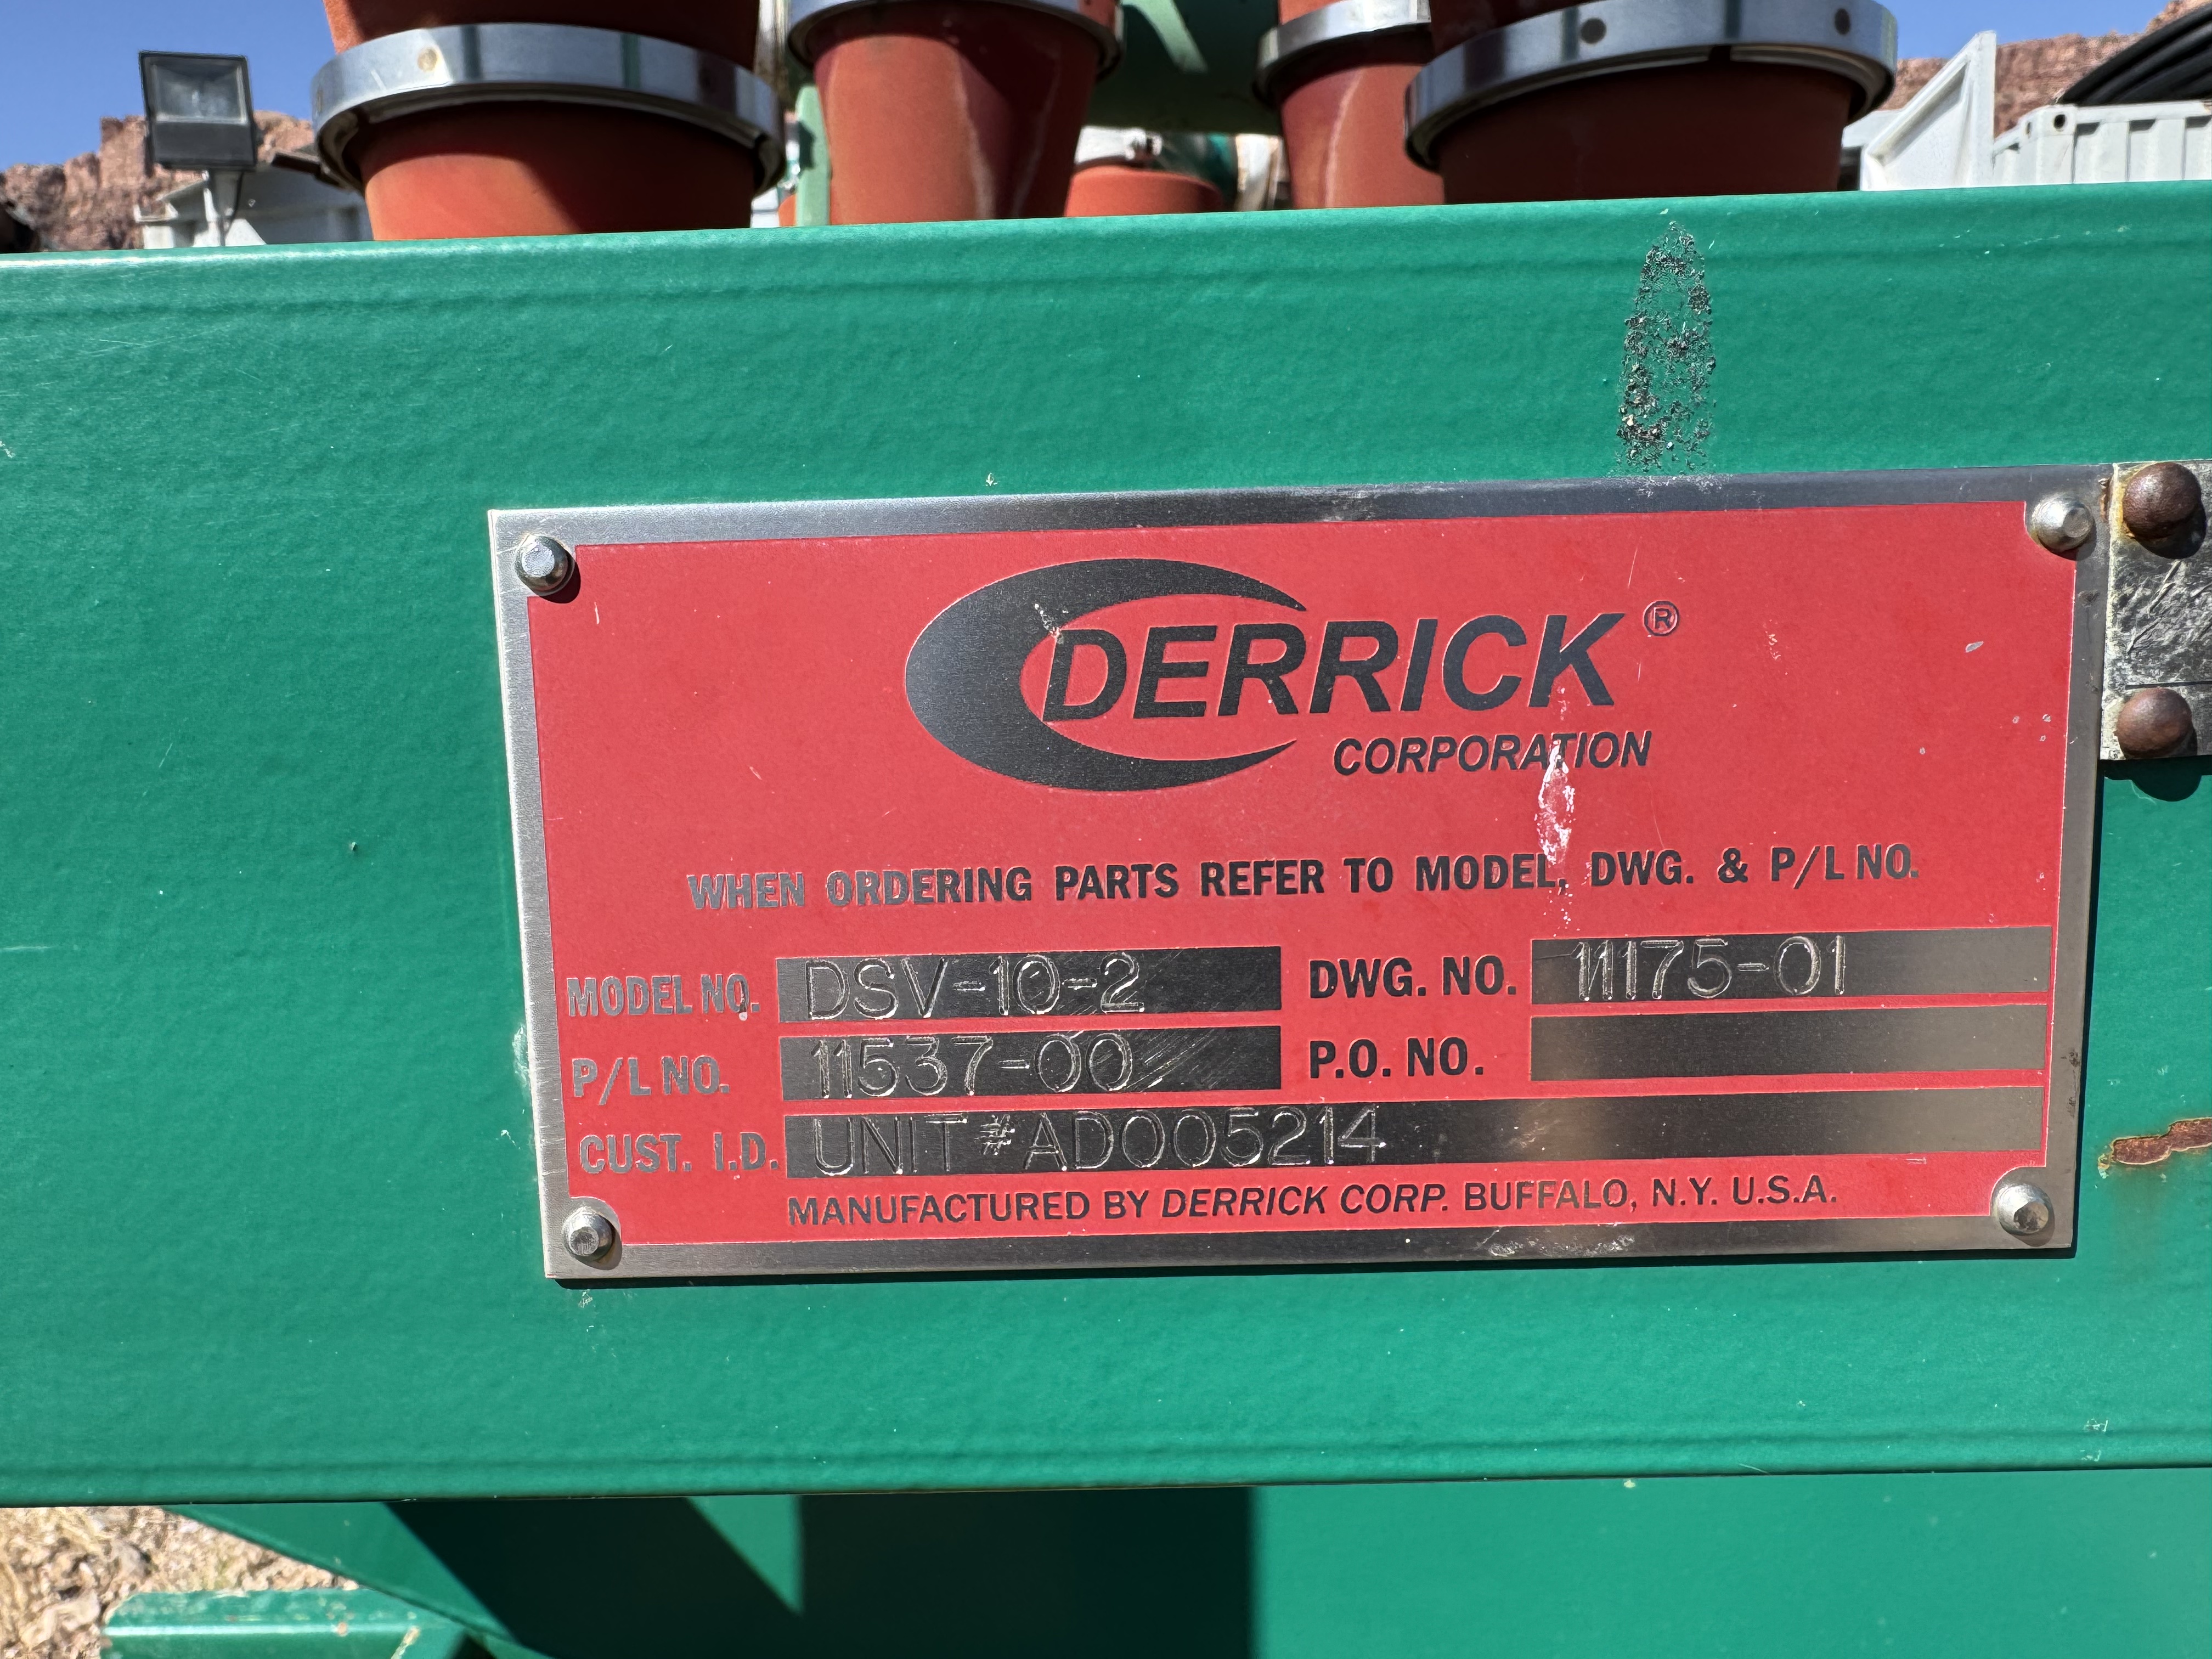 DERRICK®
CORPORATION
WHEN ORDERING PARTS REFER TO MODEL, DWG. & P/L NO.
MODEL NO. DSV-10-2 DWG. NO. 11175-01
P/L NO. 11537-00 P.O. NO.
CUST. I.D. UNIT #AD005214
MANUFACTURED BY DERRICK CORP. BUFFALO, N.Y. U.S.A.